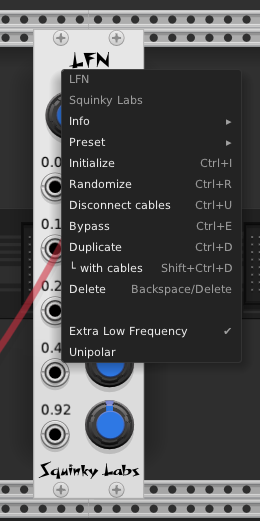 LFN
LFN
Squinky Labs
Info ▸
Preset ▸
Initialize Ctrl+I
Randomize Ctrl+R
Disconnect cables Ctrl+U
Bypass Ctrl+E
Duplicate Ctrl+D
└ with cables Shift+Ctrl+D
Delete Backspace/Delete
Extra Low Frequency ✔
Unipolar
0.0
0.1
0.2
0.4
0.92
Squinky Labs